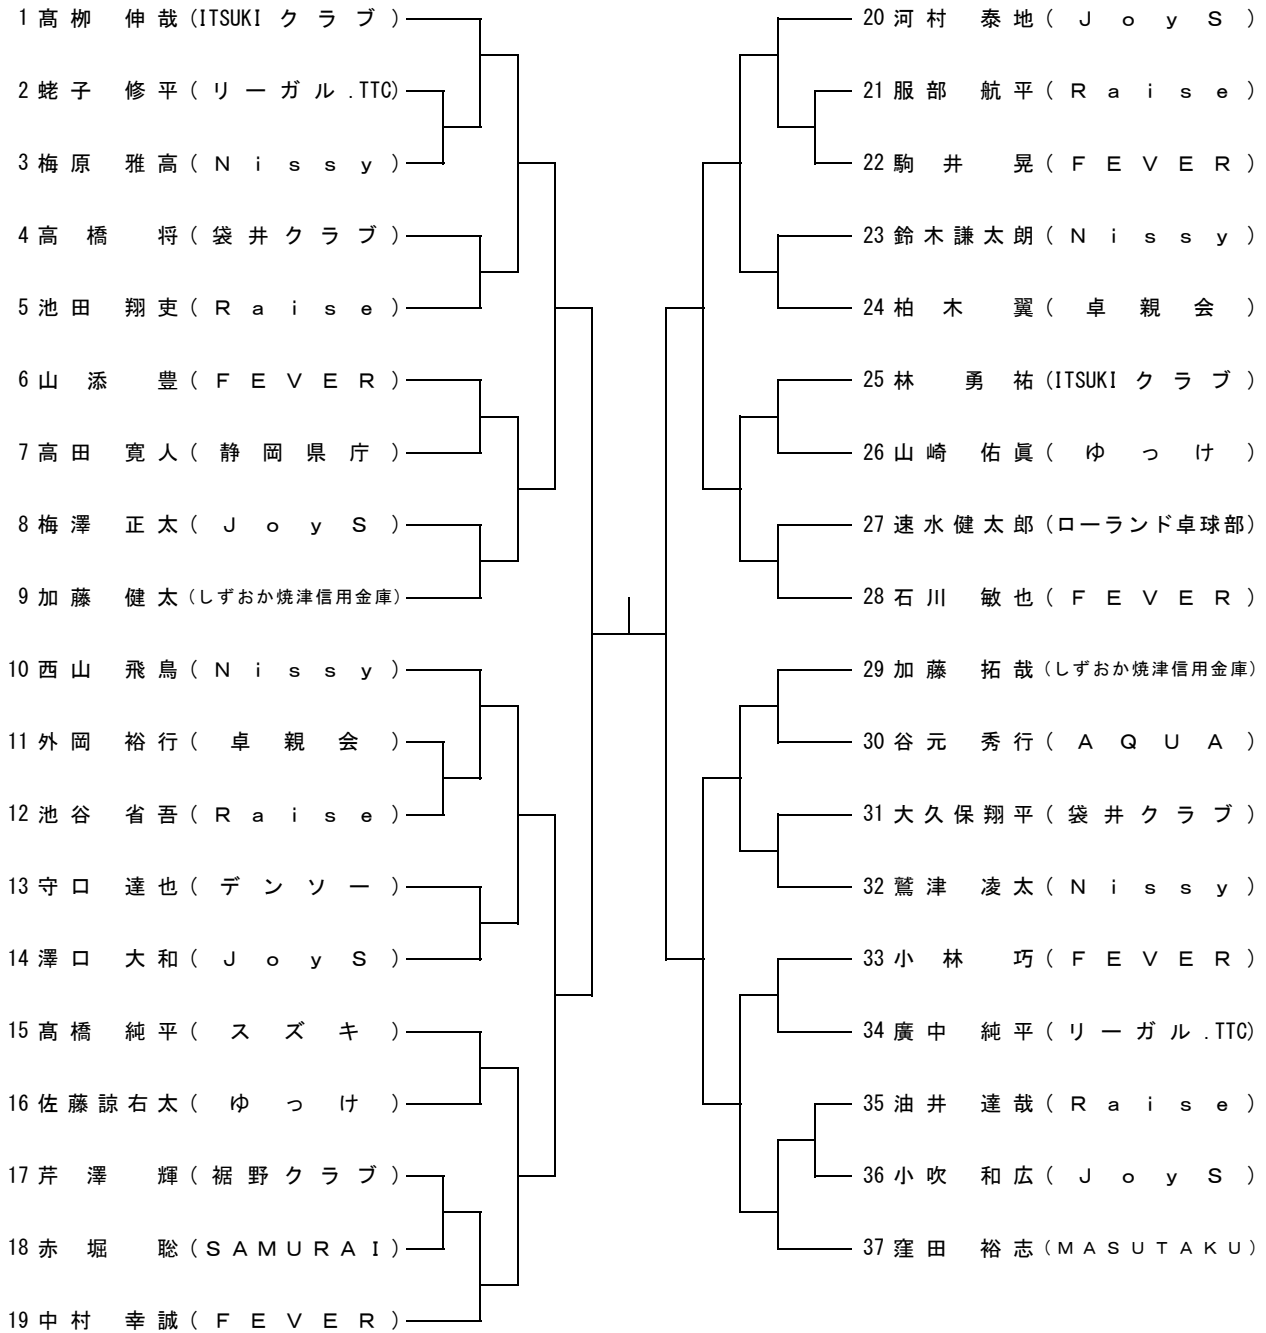 1 髙栁 伸哉 (ITSUKI クラブ)
2 蛯子 修平 (リーガル.TTC)
3 梅原 雅高 (Nissy)
4 高橋 将 (袋井クラブ)
5 池田 翔吏 (Raise)
6 山添 豊 (FEVER)
7 高田 寛人 (静岡県庁)
8 梅澤 正太 (JoyS)
9 加藤 健太 (しずおか焼津信用金庫)
10 西山 飛鳥 (Nissy)
11 外岡 裕行 (卓親会)
12 池谷 省吾 (Raise)
13 守口 達也 (デンソー)
14 澤口 大和 (JoyS)
15 髙橋 純平 (スズキ)
16 佐藤諒右太 (ゆっけ)
17 芹澤 輝 (裾野クラブ)
18 赤堀 聡 (SAMURAI)
19 中村 幸誠 (FEVER)
20 河村 泰地 (JoyS)
21 服部 航平 (Raise)
22 駒井 晃 (FEVER)
23 鈴木謙太朗 (Nissy)
24 柏木 翼 (卓親会)
25 林 勇祐 (ITSUKI クラブ)
26 山崎 佑眞 (ゆっけ)
27 速水健太郎 (ローランド卓球部)
28 石川 敏也 (FEVER)
29 加藤 拓哉 (しずおか焼津信用金庫)
30 谷元 秀行 (AQUA)
31 大久保翔平 (袋井クラブ)
32 鷲津 凌太 (Nissy)
33 小林 巧 (FEVER)
34 廣中 純平 (リーガル.TTC)
35 油井 達哉 (Raise)
36 小吹 和広 (JoyS)
37 窪田 裕志 (MASUTAKU)